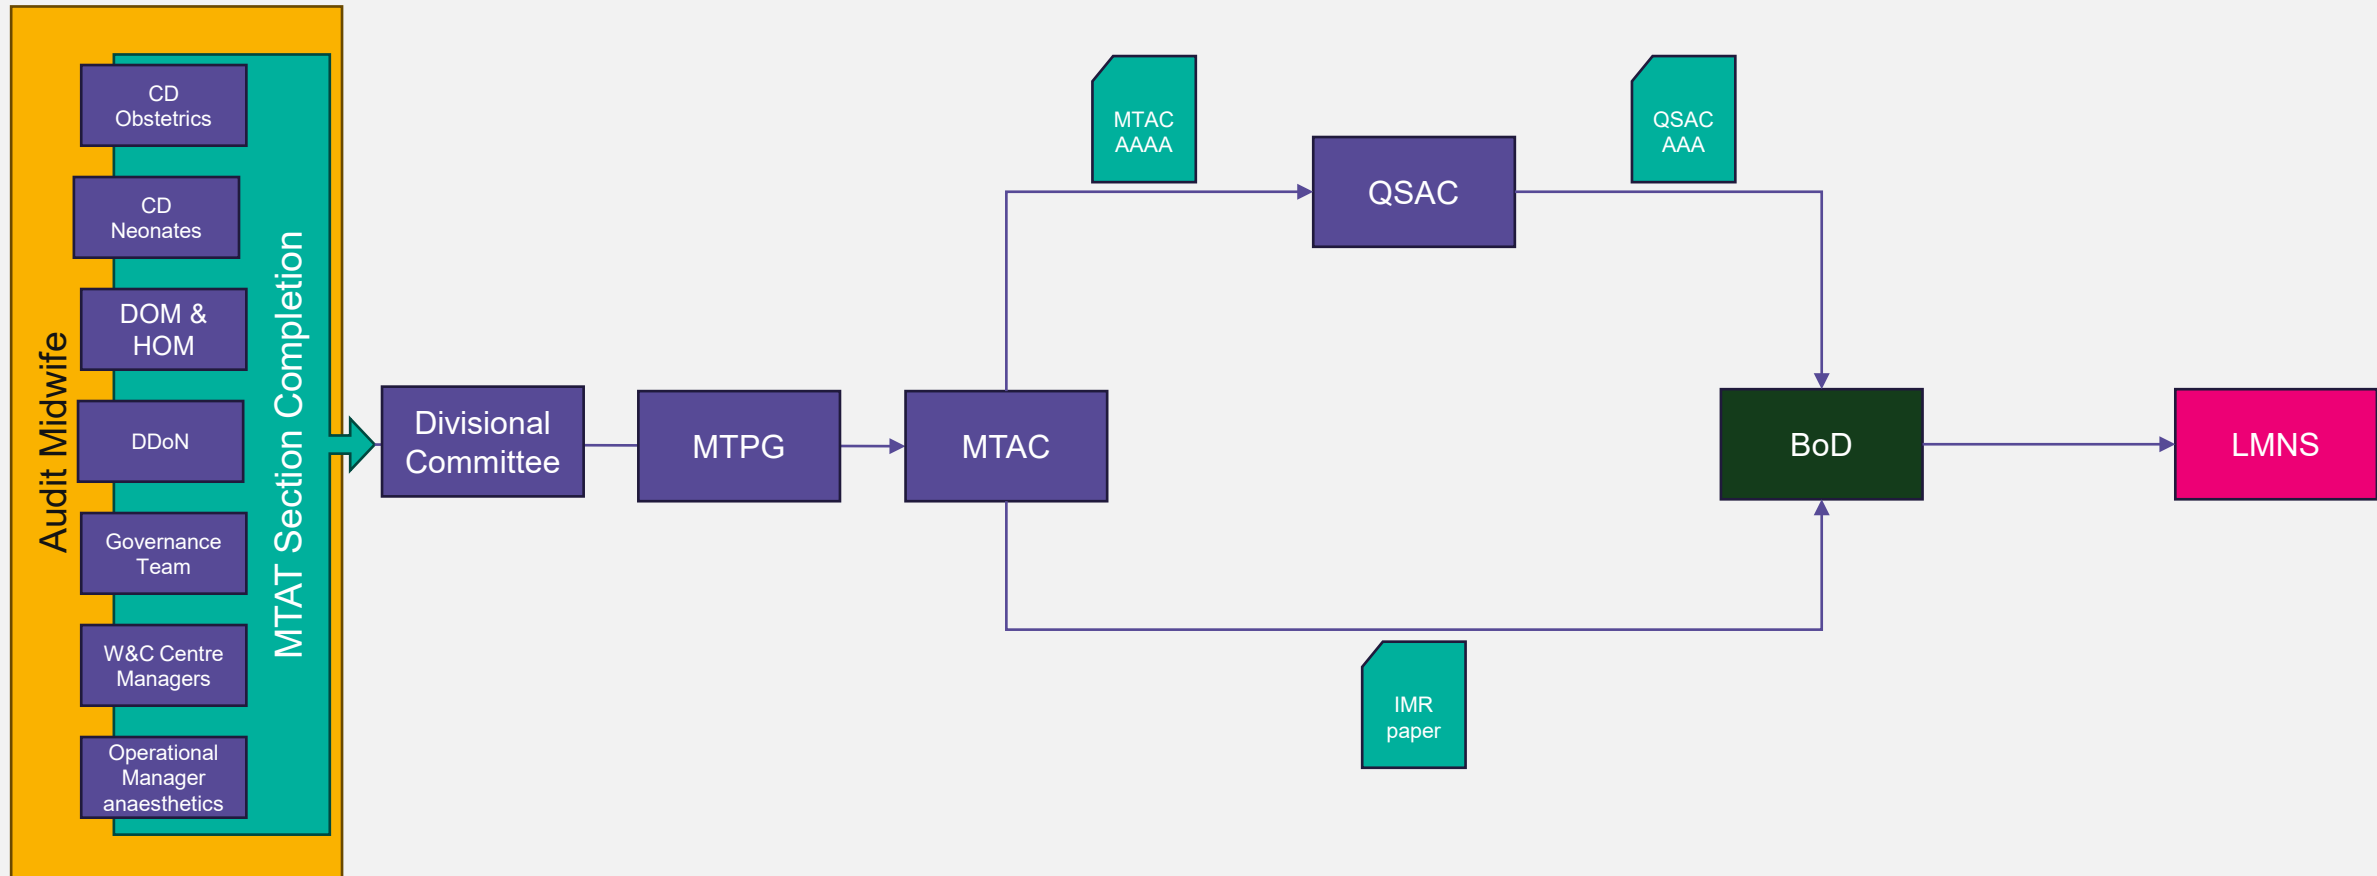 Audit Midwife
CD
Obstetrics
CD
Neonates
DOM &
HOM
DDoN
Governance
Team
W&C Centre
Managers
Operational
Manager
anaesthetics
MTAT Section Completion
Divisional
Committee
MTPG
MTAC
MTAC
AAAA
QSAC
QSAC
AAA
IMR
paper
BoD
LMNS